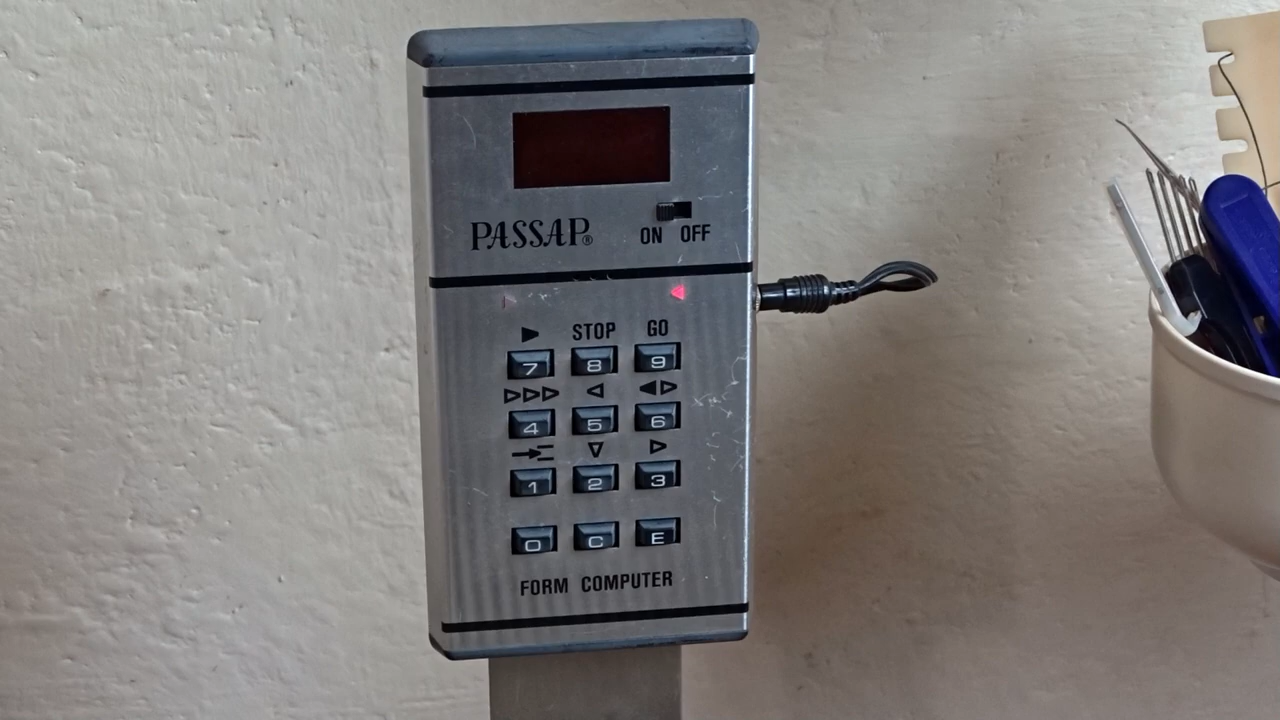 PASSAP®
ON OFF
STOP GO
7 8 9
4 5 6
1 2 3
0 C E
FORM COMPUTER